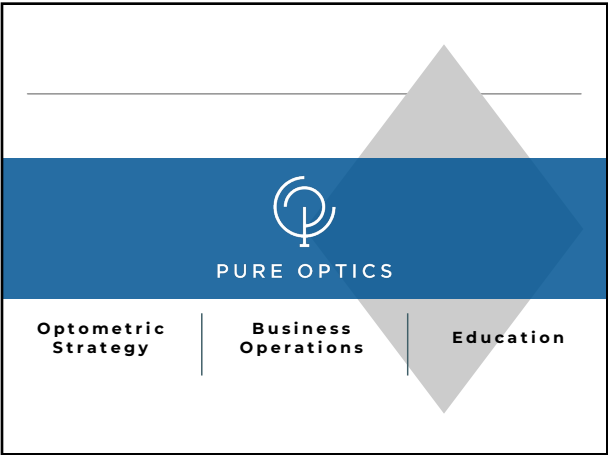 PURE OPTICS
Optometric
Strategy
Business
Operations
Education